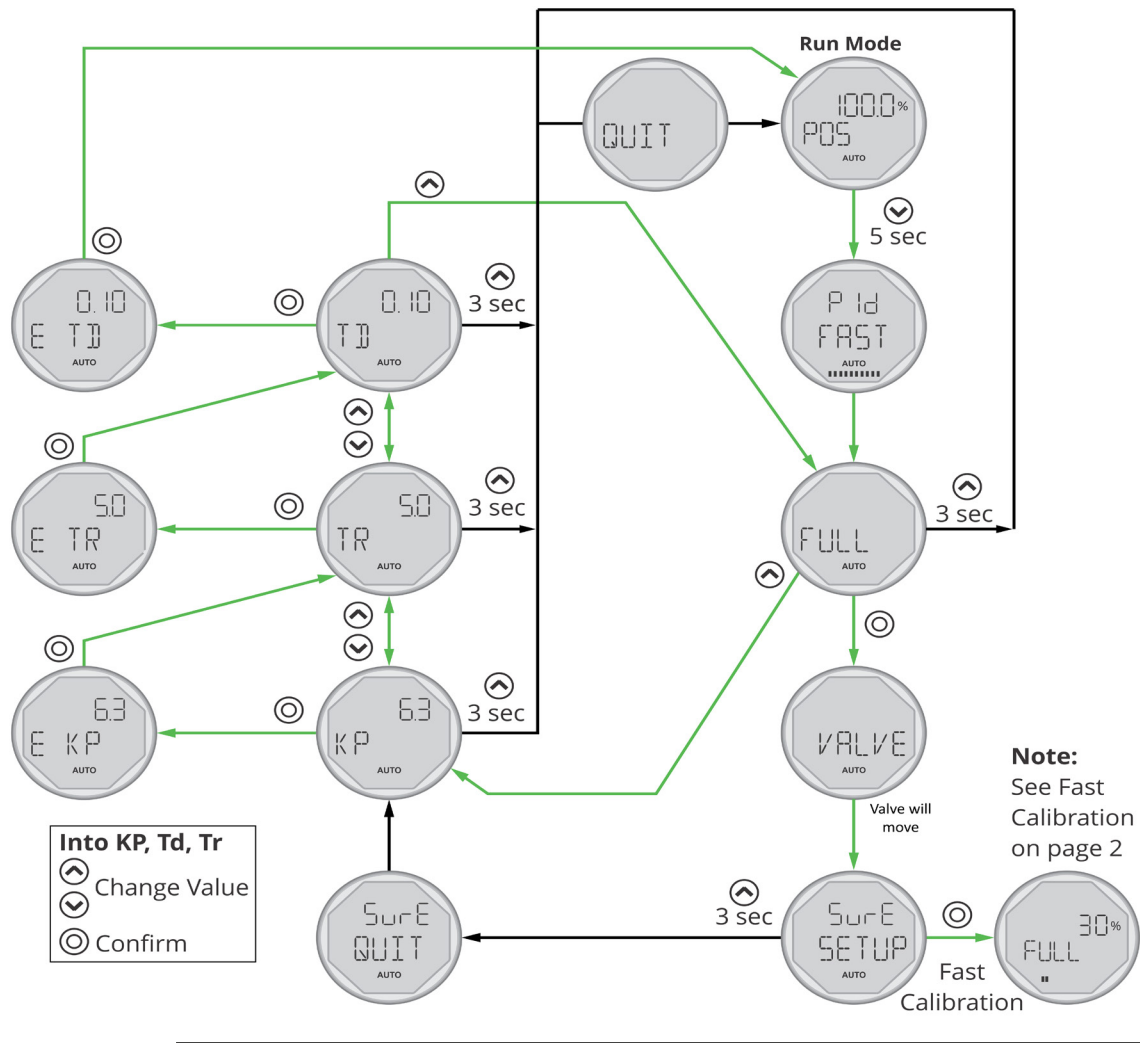 Run Mode
QUIT
100.0%
POS
AUTO
5 sec
0.10
E TD
AUTO
0.10
TD
AUTO
3 sec
PId
FAST
AUTO
5.0
E TR
AUTO
5.0
TR
AUTO
3 sec
FULL
AUTO
3 sec
6.3
E KP
AUTO
6.3
KP
AUTO
3 sec
VALVE
AUTO
Valve will
move
Note:
See Fast
Calibration
on page 2
Into KP, Td, Tr
Change Value
Confirm
SurE
QUIT
AUTO
3 sec
SurE
SETUP
AUTO
Fast
Calibration
30%
FULL